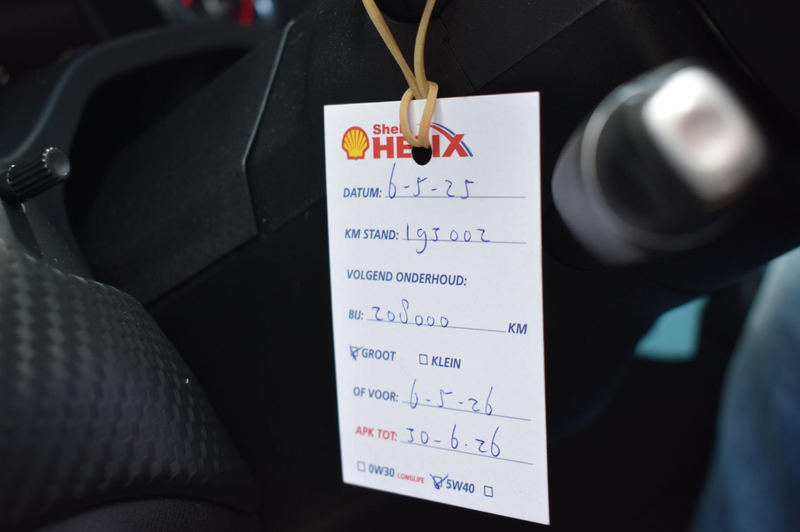 Shell
HELIX
DATUM: 6-5-25
KM STAND: 193002
VOLGEND ONDERHOUD:
BIJ: 208000 KM
☑ GROOT ☐ KLEIN
OF VOOR: 6-5-26
APK TOT: 30-6-26
☐ 0W30 LONGLIFE ☑ 5W40 ☐